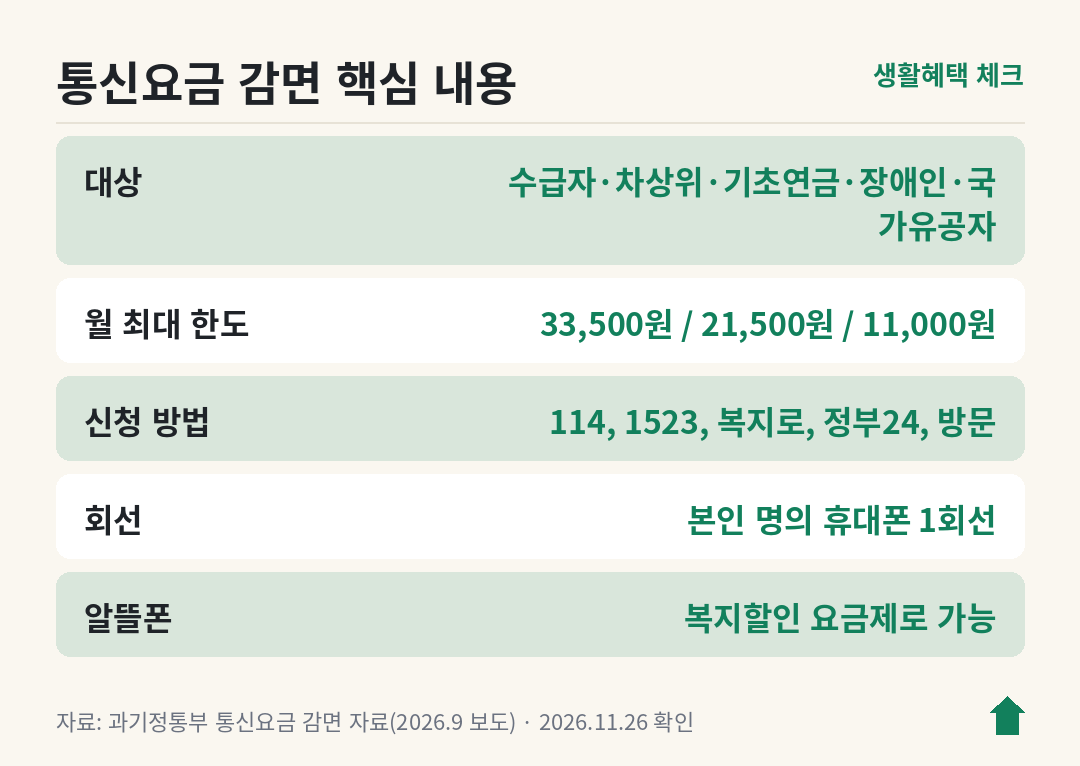 통신요금 감면 핵심 내용
생활혜택 체크
대상
수급자·차상위·기초연금·장애인·국
가유공자
월 최대 한도
33,500원 / 21,500원 / 11,000원
신청 방법
114, 1523, 복지로, 정부24, 방문
회선
본인 명의 휴대폰 1회선
알뜰폰
복지할인 요금제로 가능
자료: 과기정통부 통신요금 감면 자료(2026.9 보도) · 2026.11.26 확인